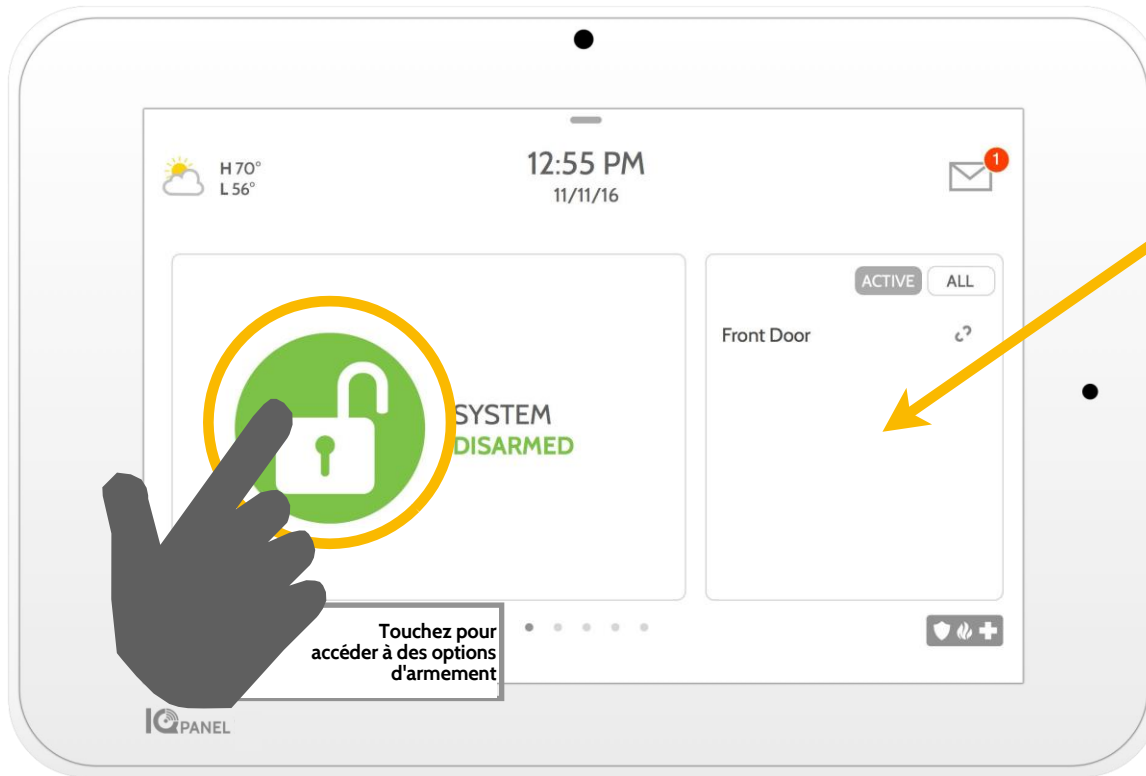 H 70°
L 56°
12:55 PM
11/11/16
1
ACTIVE ALL
Front Door
SYSTEM
DISARMED
Touchez pour
accéder à des options
d'armement
IQ PANEL